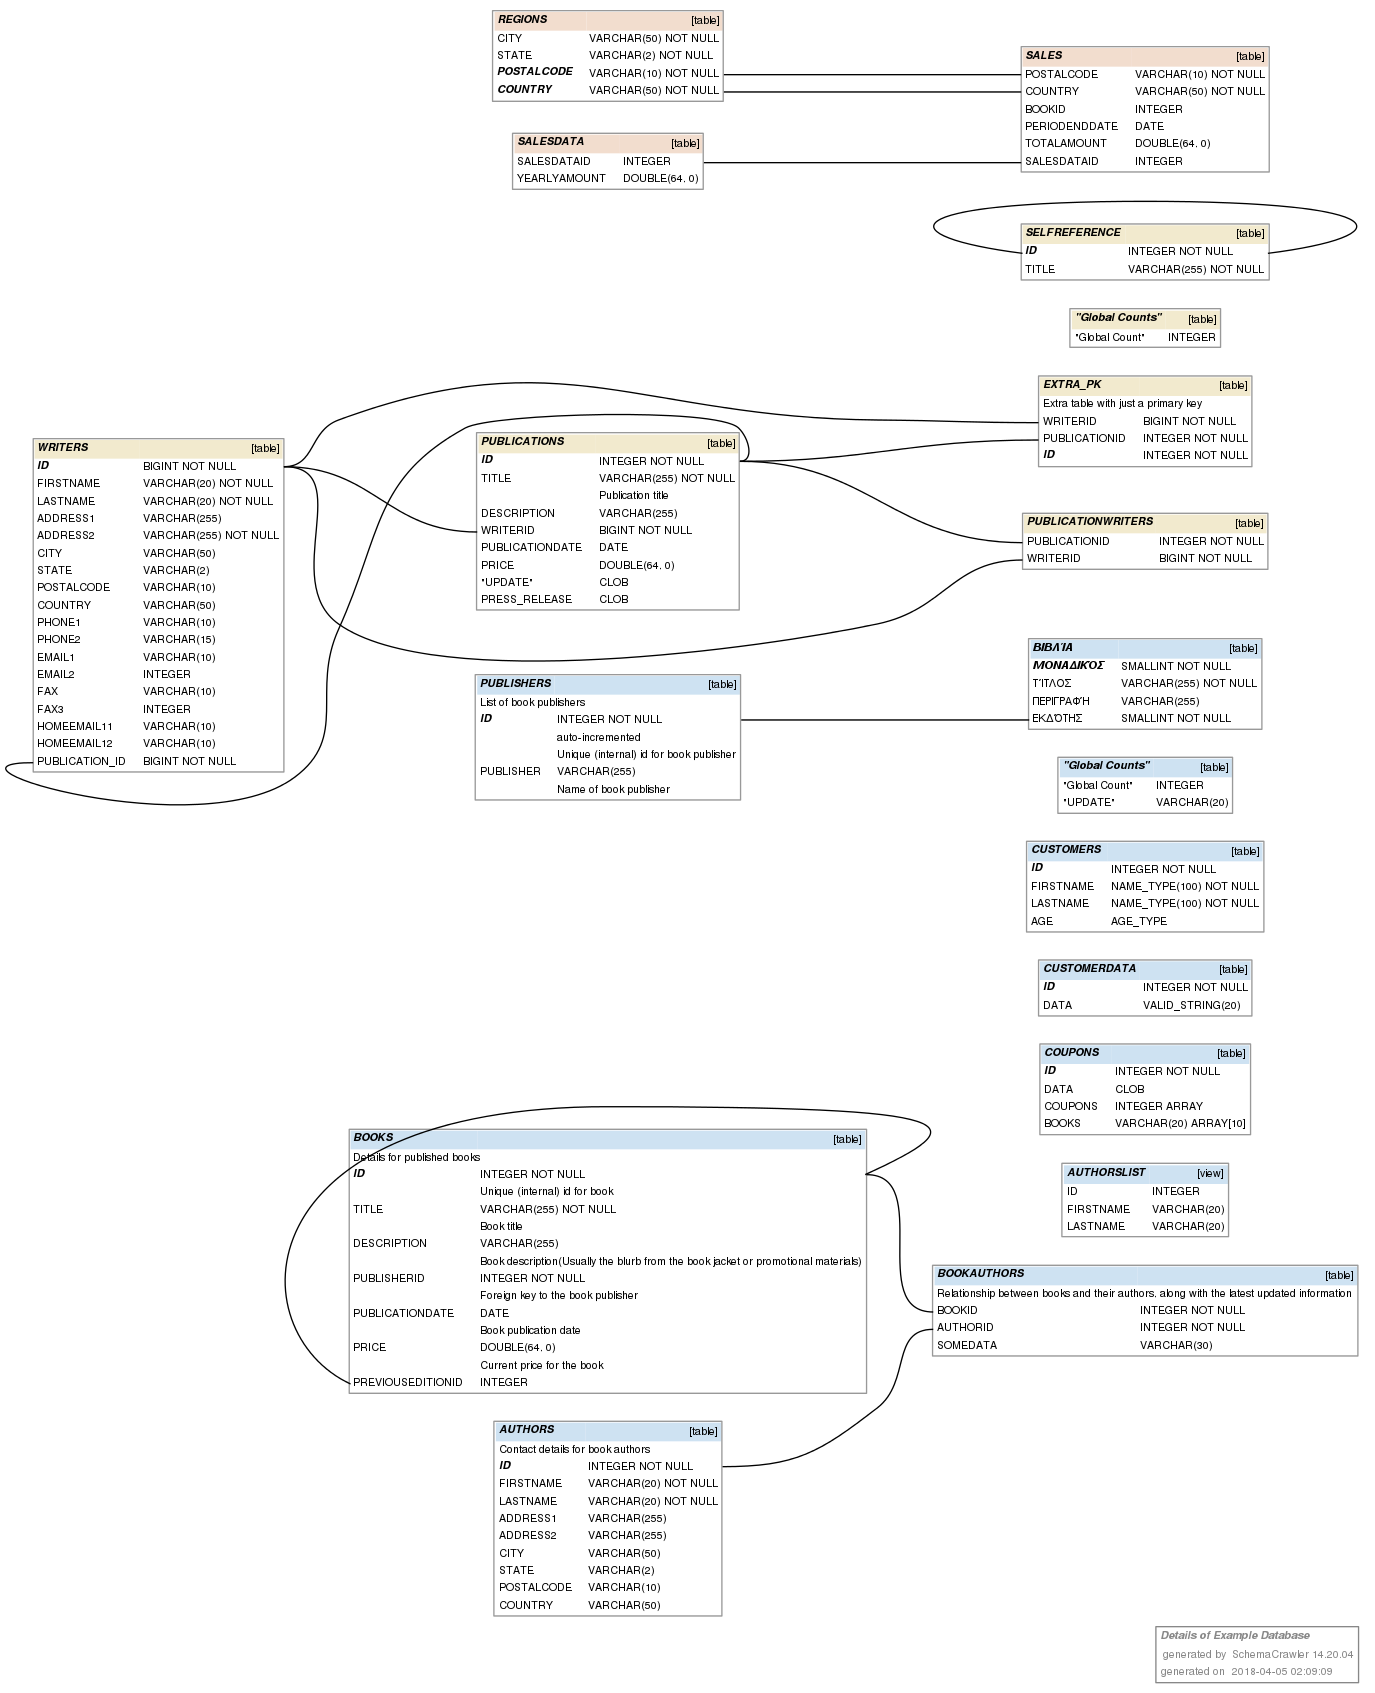 REGIONS [table]
CITY VARCHAR(50) NOT NULL
STATE VARCHAR(2) NOT NULL
POSTALCODE VARCHAR(10) NOT NULL
COUNTRY VARCHAR(50) NOT NULL
SALES [table]
POSTALCODE VARCHAR(10) NOT NULL
COUNTRY VARCHAR(50) NOT NULL
BOOKID INTEGER
PERIODENDDATE DATE
TOTALAMOUNT DOUBLE(64, 0)
SALESDATAID INTEGER
SALESDATA [table]
SALESDATAID INTEGER
YEARLYAMOUNT DOUBLE(64, 0)
SELFREFERENCE [table]
ID INTEGER NOT NULL
TITLE VARCHAR(255) NOT NULL
"Global Counts" [table]
"Global Count" INTEGER
EXTRA_PK [table]
Extra table with just a primary key
WRITERID BIGINT NOT NULL
PUBLICATIONID INTEGER NOT NULL
ID INTEGER NOT NULL
WRITERS [table]
ID BIGINT NOT NULL
FIRSTNAME VARCHAR(20) NOT NULL
LASTNAME VARCHAR(20) NOT NULL
ADDRESS1 VARCHAR(255)
ADDRESS2 VARCHAR(255) NOT NULL
CITY VARCHAR(50)
STATE VARCHAR(2)
POSTALCODE VARCHAR(10)
COUNTRY VARCHAR(50)
PHONE1 VARCHAR(10)
PHONE2 VARCHAR(15)
EMAIL1 VARCHAR(10)
EMAIL2 INTEGER
FAX VARCHAR(10)
FAX3 INTEGER
HOMEEMAIL11 VARCHAR(10)
HOMEEMAIL12 VARCHAR(10)
PUBLICATION_ID BIGINT NOT NULL
PUBLICATIONS [table]
ID INTEGER NOT NULL
TITLE VARCHAR(255) NOT NULL
Publication title
DESCRIPTION VARCHAR(255)
WRITERID BIGINT NOT NULL
PUBLICATIONDATE DATE
PRICE DOUBLE(64, 0)
"UPDATE" CLOB
PRESS_RELEASE CLOB
PUBLICATIONWRITERS [table]
PUBLICATIONID INTEGER NOT NULL
WRITERID BIGINT NOT NULL
ΒΙΒΛΊΑ [table]
ΜΟΝΑΔΙΚΌΣ SMALLINT NOT NULL
ΤΊΤΛΟΣ VARCHAR(255) NOT NULL
ΠΕΡΙΓΡΑΦΉ VARCHAR(255)
ΕΚΔΌΤΗΣ SMALLINT NOT NULL
PUBLISHERS [table]
List of book publishers
ID INTEGER NOT NULL
auto-incremented
Unique (internal) id for book publisher
PUBLISHER VARCHAR(255)
Name of book publisher
"Global Counts" [table]
"Global Count" INTEGER
"UPDATE" VARCHAR(20)
CUSTOMERS [table]
ID INTEGER NOT NULL
FIRSTNAME NAME_TYPE(100) NOT NULL
LASTNAME NAME_TYPE(100) NOT NULL
AGE AGE_TYPE
CUSTOMERDATA [table]
ID INTEGER NOT NULL
DATA VALID_STRING(20)
COUPONS [table]
ID INTEGER NOT NULL
DATA CLOB
COUPONS INTEGER ARRAY
BOOKS VARCHAR(20) ARRAY[10]
AUTHORSLIST [view]
ID INTEGER
FIRSTNAME VARCHAR(20)
LASTNAME VARCHAR(20)
BOOKS [table]
Details for published books
ID INTEGER NOT NULL
Unique (internal) id for book
TITLE VARCHAR(255) NOT NULL
Book title
DESCRIPTION VARCHAR(255)
Book description(Usually the blurb from the book jacket or promotional materials)
PUBLISHERID INTEGER NOT NULL
Foreign key to the book publisher
PUBLICATIONDATE DATE
Book publication date
PRICE DOUBLE(64, 0)
Current price for the book
PREVIOUSEDITIONID INTEGER
BOOKAUTHORS [table]
Relationship between books and their authors, along with the latest updated information
BOOKID INTEGER NOT NULL
AUTHORID INTEGER NOT NULL
SOMEDATA VARCHAR(30)
AUTHORS [table]
Contact details for book authors
ID INTEGER NOT NULL
FIRSTNAME VARCHAR(20) NOT NULL
LASTNAME VARCHAR(20) NOT NULL
ADDRESS1 VARCHAR(255)
ADDRESS2 VARCHAR(255)
CITY VARCHAR(50)
STATE VARCHAR(2)
POSTALCODE VARCHAR(10)
COUNTRY VARCHAR(50)
Details of Example Database
generated by SchemaCrawler 14.20.04
generated on 2018-04-05 02:09:09